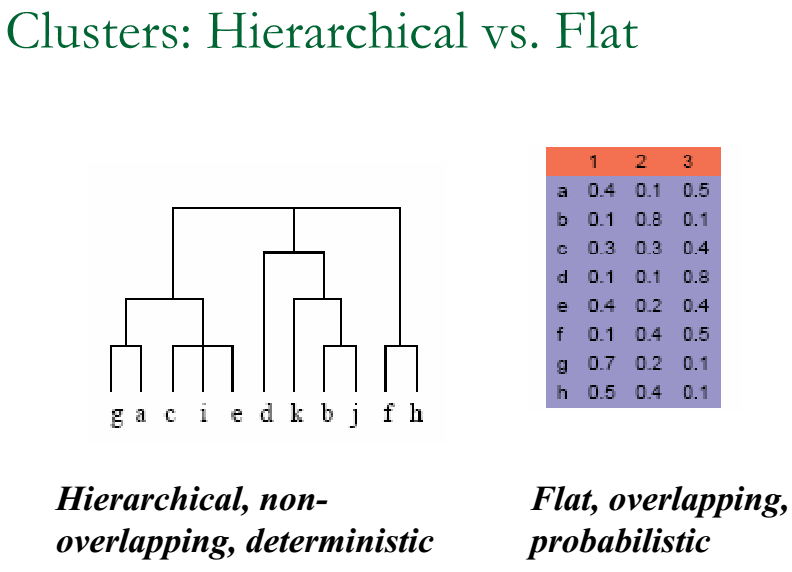 Clusters: Hierarchical vs. Flat
1 2 3
a 0.4 0.1 0.5
b 0.1 0.8 0.1
c 0.3 0.3 0.4
d 0.1 0.1 0.8
e 0.4 0.2 0.4
f 0.1 0.4 0.5
g 0.7 0.2 0.1
h 0.5 0.4 0.1
g a c i e d k b j f h
Hierarchical, non-
overlapping, deterministic
Flat, overlapping,
probabilistic